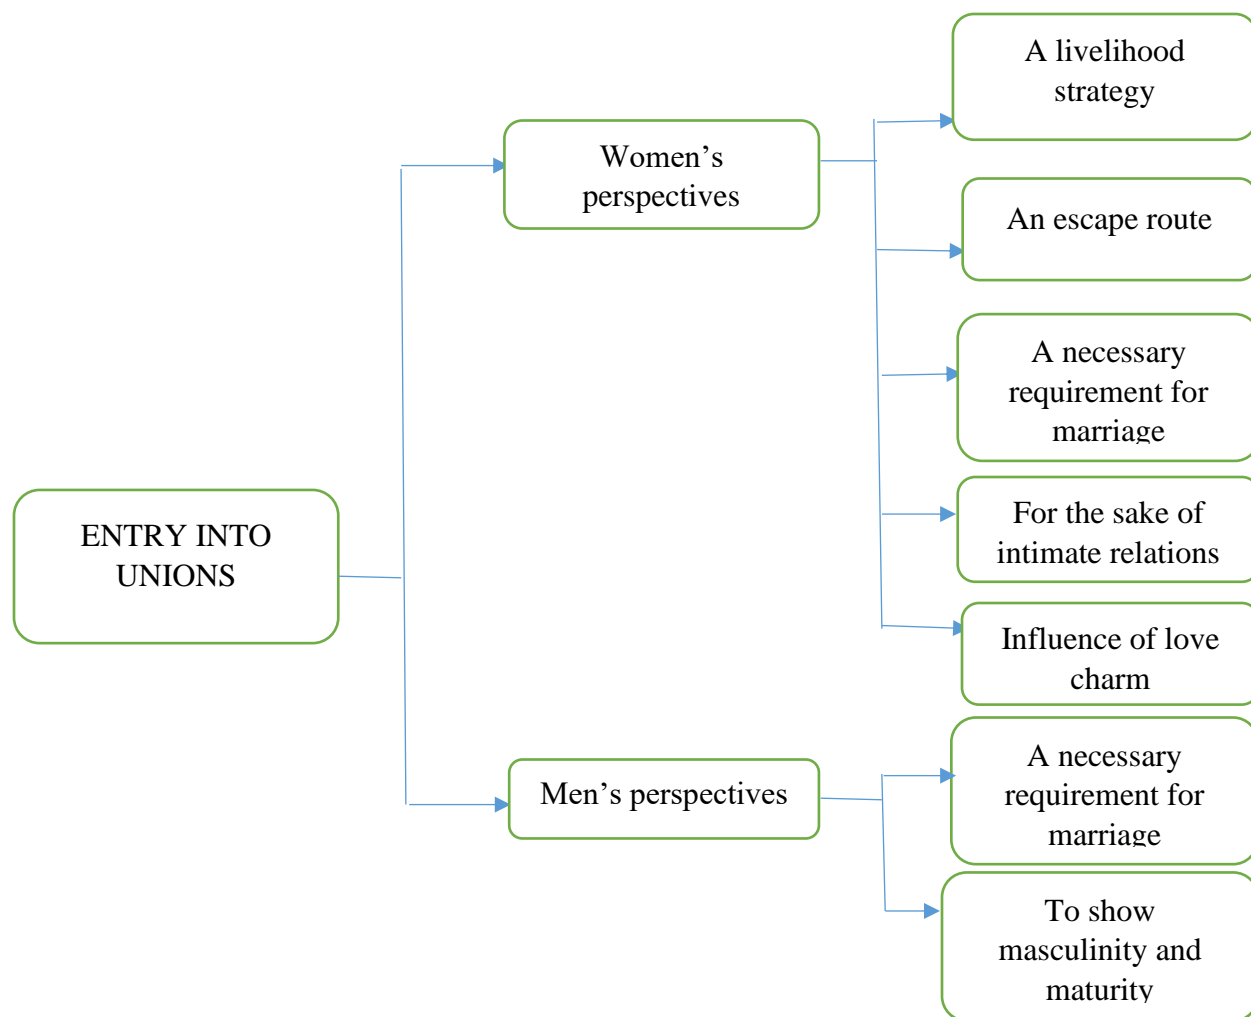 A livelihood
strategy
Women’s
perspectives
An escape route
A necessary
requirement for
marriage
ENTRY INTO
UNIONS
For the sake of
intimate relations
Influence of love
charm
Men’s perspectives
A necessary
requirement for
marriage
To show
masculinity and
maturity